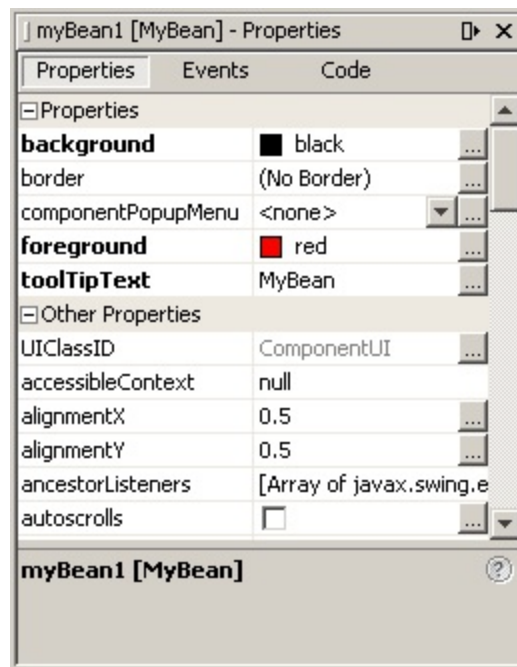 myBean1 [MyBean] - Properties
Properties Events Code
Properties
background black ...
border (No Border) ...
componentPopupMenu <none> ...
foreground red ...
toolTipText MyBean ...
Other Properties
UIClassID ComponentUI ...
accessibleContext null
alignmentX 0.5 ...
alignmentY 0.5 ...
ancestorListeners [Array of javax.swing.e
autoscrolls ...
myBean1 [MyBean] ?